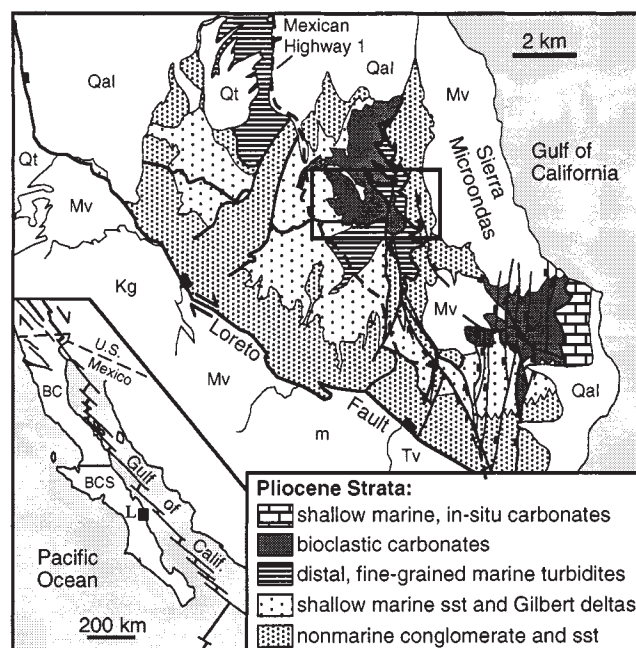 Mexican
Highway 1
2 km
Qal
Qt
Qal
Mv
Sierra
Microondas
Gulf of
California
Qt
Mv
Kg
Loreto
Fault
Mv
Mv
Qal
m
Tv
U.S.
Mexico
BC
BCS
L
Gulf
of
Calif.
Pacific
Ocean
200 km
Pliocene Strata:
shallow marine, in-situ carbonates
bioclastic carbonates
distal, fine-grained marine turbidites
shallow marine sst and Gilbert deltas
nonmarine conglomerate and sst